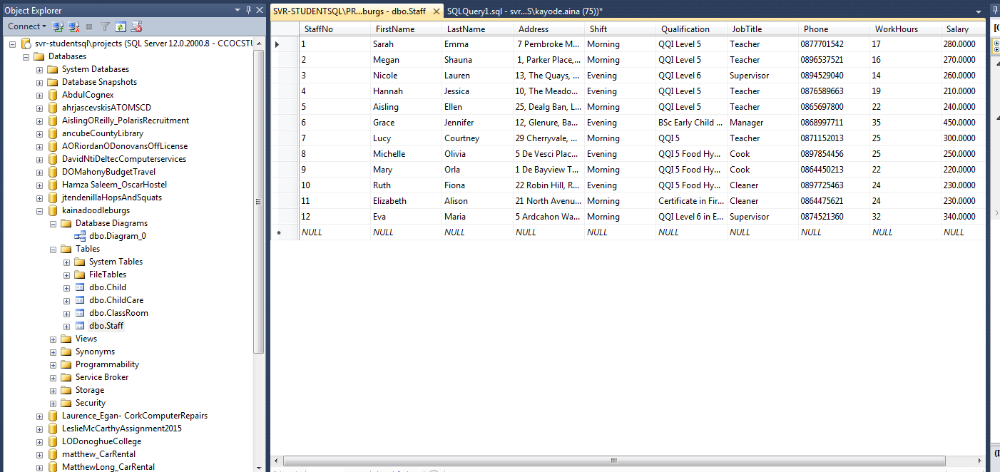 Object Explorer
Connect
svr-studentsql\projects (SQL Server 12.0.2000.8 - CCOCSTU
Databases
System Databases
Database Snapshots
AbdulCognex
ahrjascevskisATOMSCD
AislingOReilly_PolarisRecruitment
ancubeCountyLibrary
AORiordanODonovansOffLicense
DavidNtiDeltecComputerservices
DOMahonyBudgetTravel
Hamza Saleem_OscarHostel
jtendenillaHopsAndSquats
kainadoodleburgs
Database Diagrams
dbo.Diagram_0
Tables
System Tables
FileTables
dbo.Child
dbo.ChildCare
dbo.ClassRoom
dbo.Staff
Views
Synonyms
Programmability
Service Broker
Storage
Security
Laurence_Egan- CorkComputerRepairs
LeslieMcCarthyAssignment2015
LODonoghueCollege
matthew_CarRental
MatthewLong_CarRental
SVR-STUDENTSQL\PR...burgs - dbo.Staff SQLQuery1.sql - svr...S\kayode.aina (75))*
StaffNo FirstName LastName Address Shift Qualification JobTitle Phone WorkHours Salary
1 Sarah Emma 7 Pembroke M... Morning QQI Level 5 Teacher 0877701542 17 280.0000
2 Megan Shauna 1, Parker Place,... Morning QQI Level 5 Teacher 0896537521 16 270.0000
3 Nicole Lauren 13, The Quays, ... Evening QQI Level 6 Supervisor 0894529040 14 260.0000
4 Hannah Jessica 10, The Meado... Evening QQI Level 5 Teacher 0876589663 19 210.0000
5 Aisling Ellen 25, Dealg Ban, L... Morning QQI Level 5 Teacher 0865697800 22 240.0000
6 Grace Jennifer 12, Glenure, Ba... Evening BSc Early Child ... Manager 0868997711 35 450.0000
7 Lucy Courtney 29 Cherryvale, ... Morning QQI 5 Teacher 0871152013 25 300.0000
8 Michelle Olivia 5 De Vesci Plac... Evening QQI 5 Food Hy... Cook 0897854456 25 250.0000
9 Mary Orla 1 De Bayview T... Morning QQI 5 Food Hy... Cook 0864450213 22 220.0000
10 Ruth Fiona 22 Robin Hill, R... Evening QQI 5 Food Hy... Cleaner 0897725463 24 230.0000
11 Elizabeth Alison 21 North Avenu... Morning Certificate in Fir... Cleaner 0864475621 24 230.0000
12 Eva Maria 5 Ardcahon Wa... Morning QQI Level 6 in E... Supervisor 0874521360 32 340.0000
NULL NULL NULL NULL NULL NULL NULL NULL NULL NULL